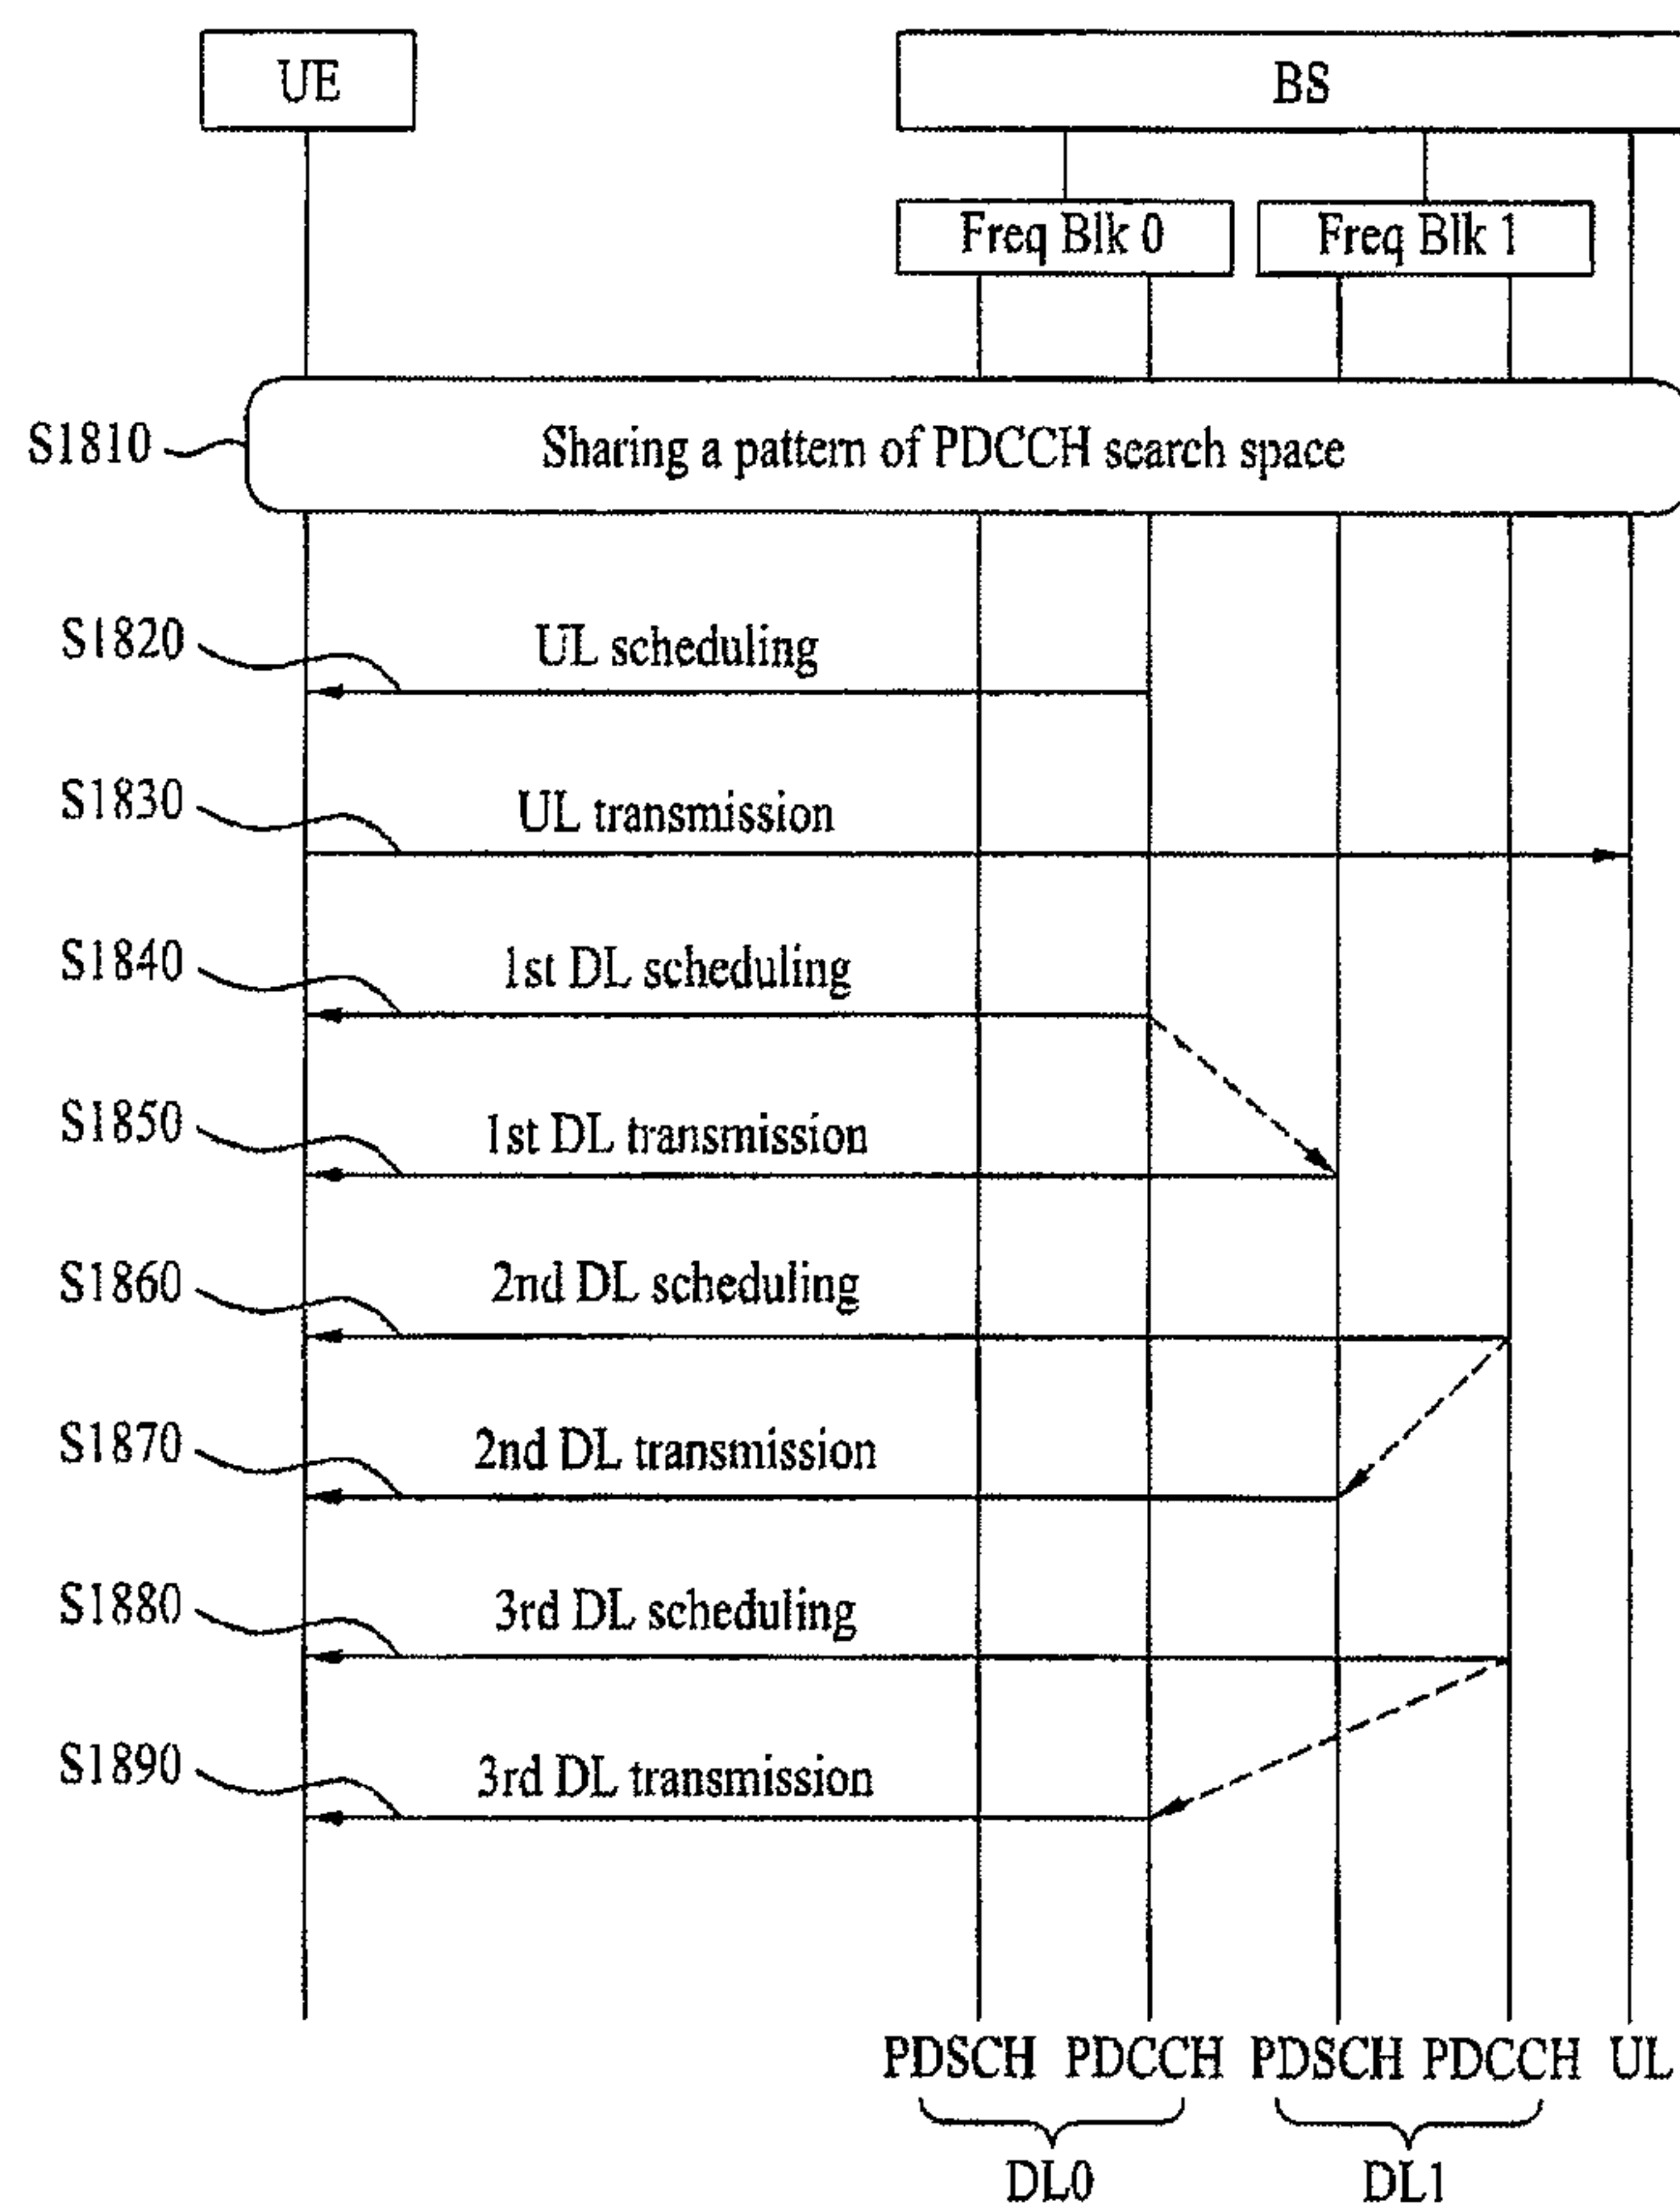 UE
BS
Freq Blk 0
Freq Blk 1
S1810
Sharing a pattern of PDCCH search space
S1820
UL scheduling
S1830
UL transmission
S1840
1st DL scheduling
S1850
1st DL transmission
S1860
2nd DL scheduling
S1870
2nd DL transmission
S1880
3rd DL scheduling
S1890
3rd DL transmission
PDSCH PDCCH PDSCH PDCCH UL
DL0
DL1